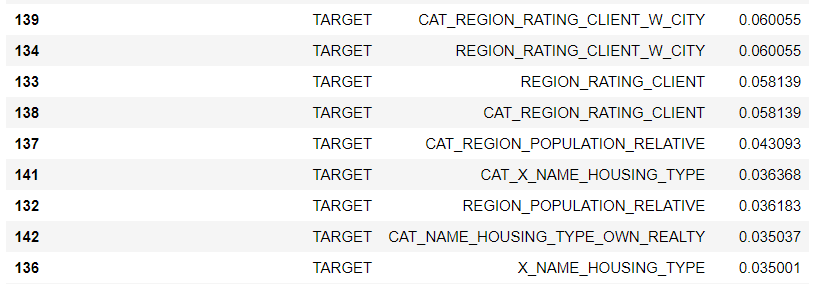 139 TARGET CAT_REGION_RATING_CLIENT_W_CITY 0.060055
134 TARGET REGION_RATING_CLIENT_W_CITY 0.060055
133 TARGET REGION_RATING_CLIENT 0.058139
138 TARGET CAT_REGION_RATING_CLIENT 0.058139
137 TARGET CAT_REGION_POPULATION_RELATIVE 0.043093
141 TARGET CAT_X_NAME_HOUSING_TYPE 0.036368
132 TARGET REGION_POPULATION_RELATIVE 0.036183
142 TARGET CAT_NAME_HOUSING_TYPE_OWN_REALTY 0.035037
136 TARGET X_NAME_HOUSING_TYPE 0.035001